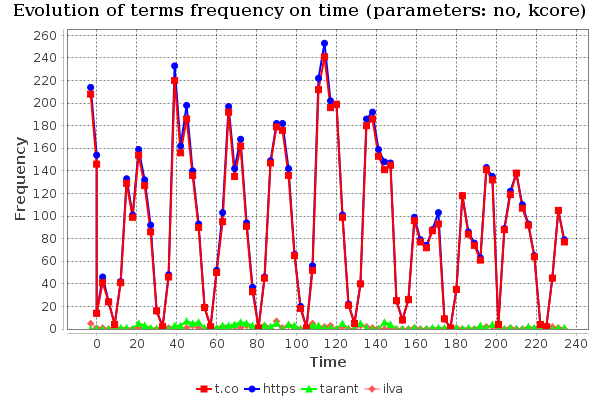 Evolution of terms frequency on time (parameters: no, kcore)
Frequency
260
240
220
200
180
160
140
120
100
80
60
40
20
0
0 20 40 60 80 100 120 140 160 180 200 220 240
Time
t.co https tarant ilva